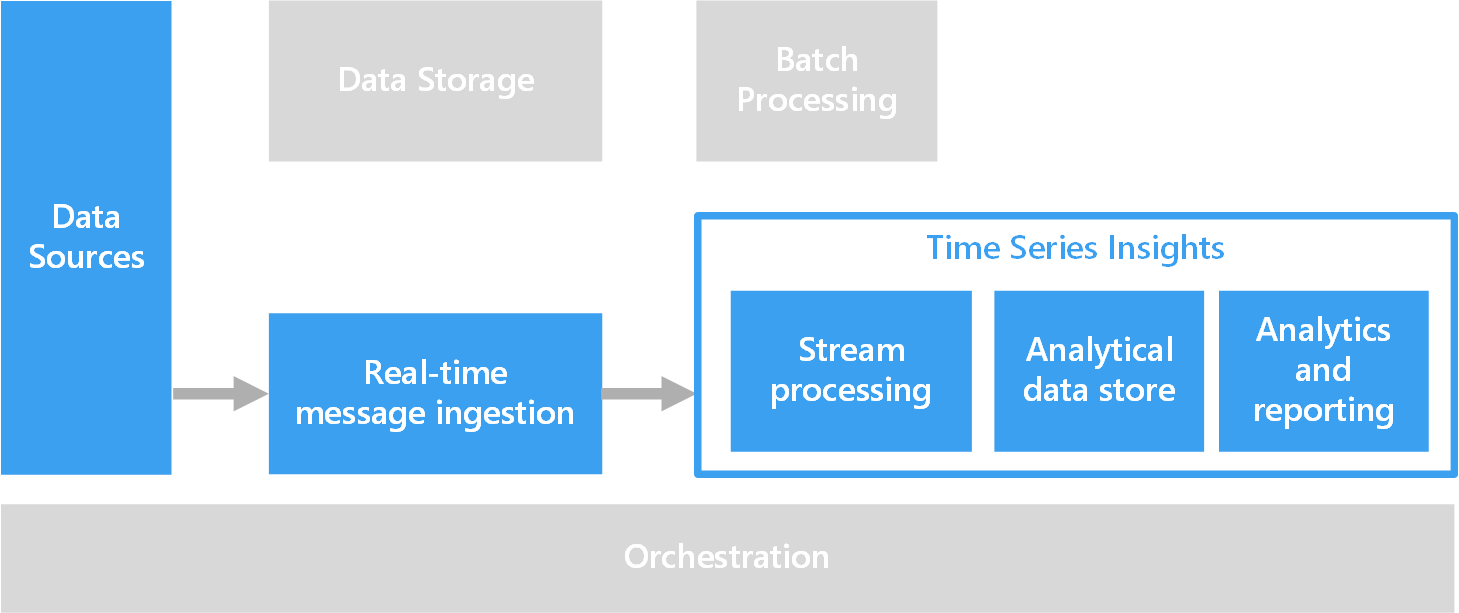 Data
Sources
Data Storage
Batch
Processing
Real-time
message ingestion
Time Series Insights
Stream
processing
Analytical
data store
Analytics
and
reporting
Orchestration